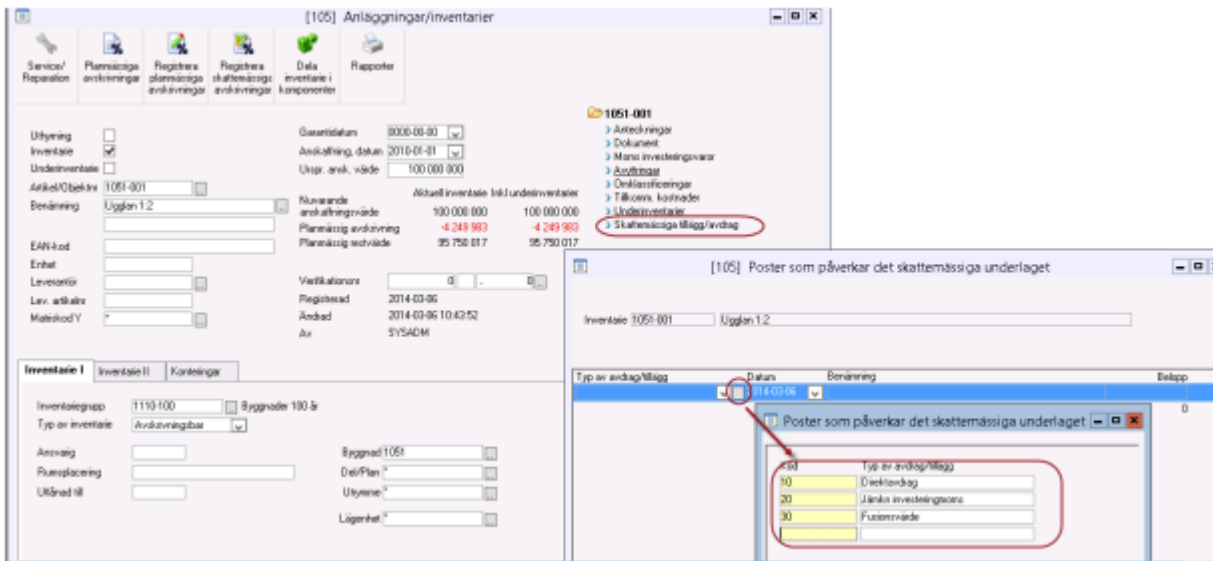 [105] Anläggningar/inventarier
Service/ Reparation
Planmässiga avskrivningar
Registrera planmässiga avskrivningar
Registrera skattemässiga avskrivningar
Dela inventarie i komponenter
Rapporter
Uthyrning
Inventarie
Underinventarie
Artikel/Objektnr 1051-001
Benämning Ugglan 1:2
EAN-kod
Enhet
Leverantör
Lev. artikelnr
Matriskod Y *
Garantidatum 0000-00-00
Anskaffning, datum 2010-01-01
Urspr. ansk. värde 100 000 000
Aktuell inventarie Inkl underinventarier
Nuvarande anskaffningsvärde 100 000 000 100 000 000
Planmässig avskrivning -4 249 983 -4 249 983
Planmässig restvärde 95 750 017 95 750 017
Verifikationsnr 0 - 0
Registrerad 2014-03-06
Ändrad 2014-03-06 10:43:52
Av SYSADM
1051-001
Anteckningar
Dokument
Moms investeringsvaror
Avyttringar
Omklassificeringar
Tillkomm. kostnader
Underinventarier
Skattemässiga tillägg/avdrag
Inventarie I Inventarie II Konteringar
Inventariegrupp 1110-100 Byggnader 100 år
Typ av inventarie Avskrivningsbar
Ansvarig
Rumsplacering
Utlånad till
Byggnad 1051
Del/Plan *
Utrymme *
Lägenhet *
[105] Poster som påverkar det skattemässiga underlaget
Inventarie 1051-001 Ugglan 1:2
Typ av avdrag/tillägg Datum Benämning Belopp
2014-03-06
0
Poster som påverkar det skattemässiga underlaget
Kod Typ av avdrag/tillägg
10 Direktavdrag
20 Jämkn investeringmoms
30 Fusionsvärde